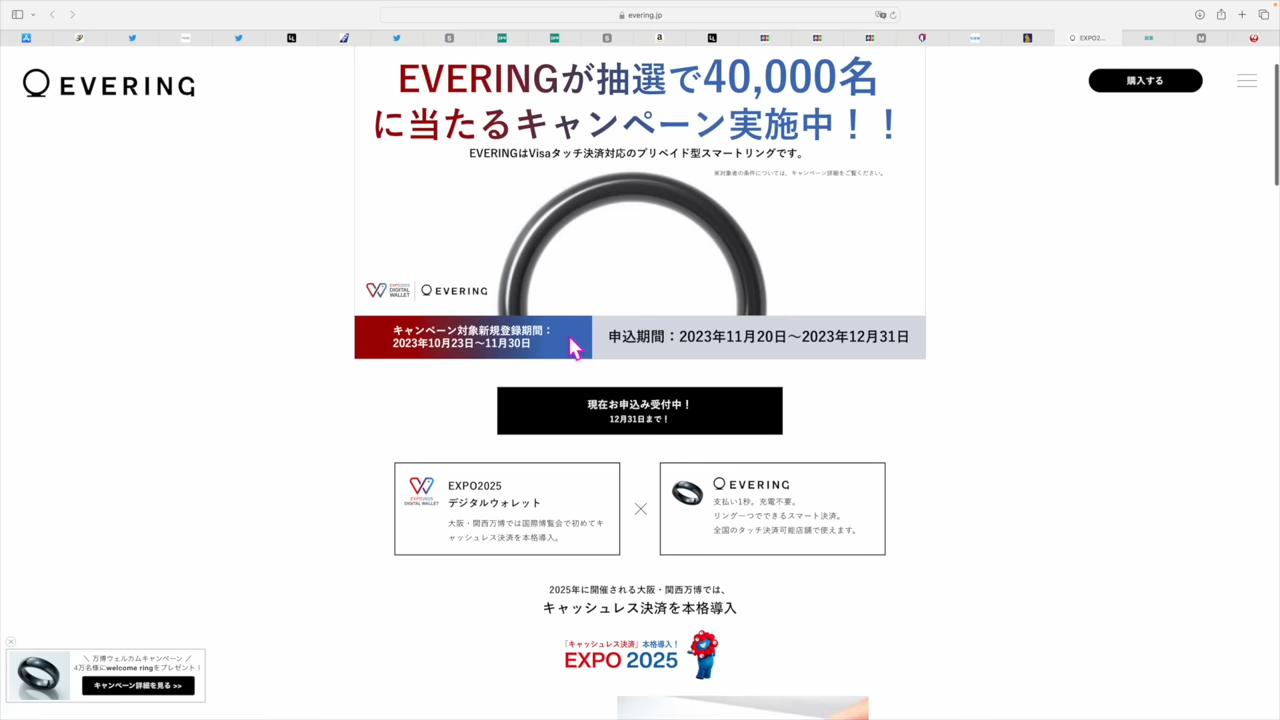 evering.jp
EXPO2...
EVERING
購入する
EVERINGが抽選で40,000名
に当たるキャンペーン実施中！！
EVERINGはVisaタッチ決済対応のプリペイド型スマートリングです。
※対象者の条件については、キャンペーン詳細をご覧ください。
EXPO2025
DIGITAL
WALLET
EVERING
キャンペーン対象新規登録期間：
2023年10月23日〜11月30日
申込期間：2023年11月20日〜2023年12月31日
現在お申込み受付中！
12月31日まで！
EXPO2025
DIGITAL WALLET
EXPO2025
デジタルウォレット
大阪・関西万博では国際博覧会で初めてキ
ャッシュレス決済を本格導入。
EVERING
支払い1秒。充電不要。
リング一つでできるスマート決済。
全国のタッチ決済可能店舗で使えます。
2025年に開催される大阪・関西万博では、
キャッシュレス決済を本格導入
「キャッシュレス決済」本格導入！
EXPO 2025
＼ 万博ウェルカムキャンペーン ／
4万名様にwelcome ringをプレゼント！
キャンペーン詳細を見る >>